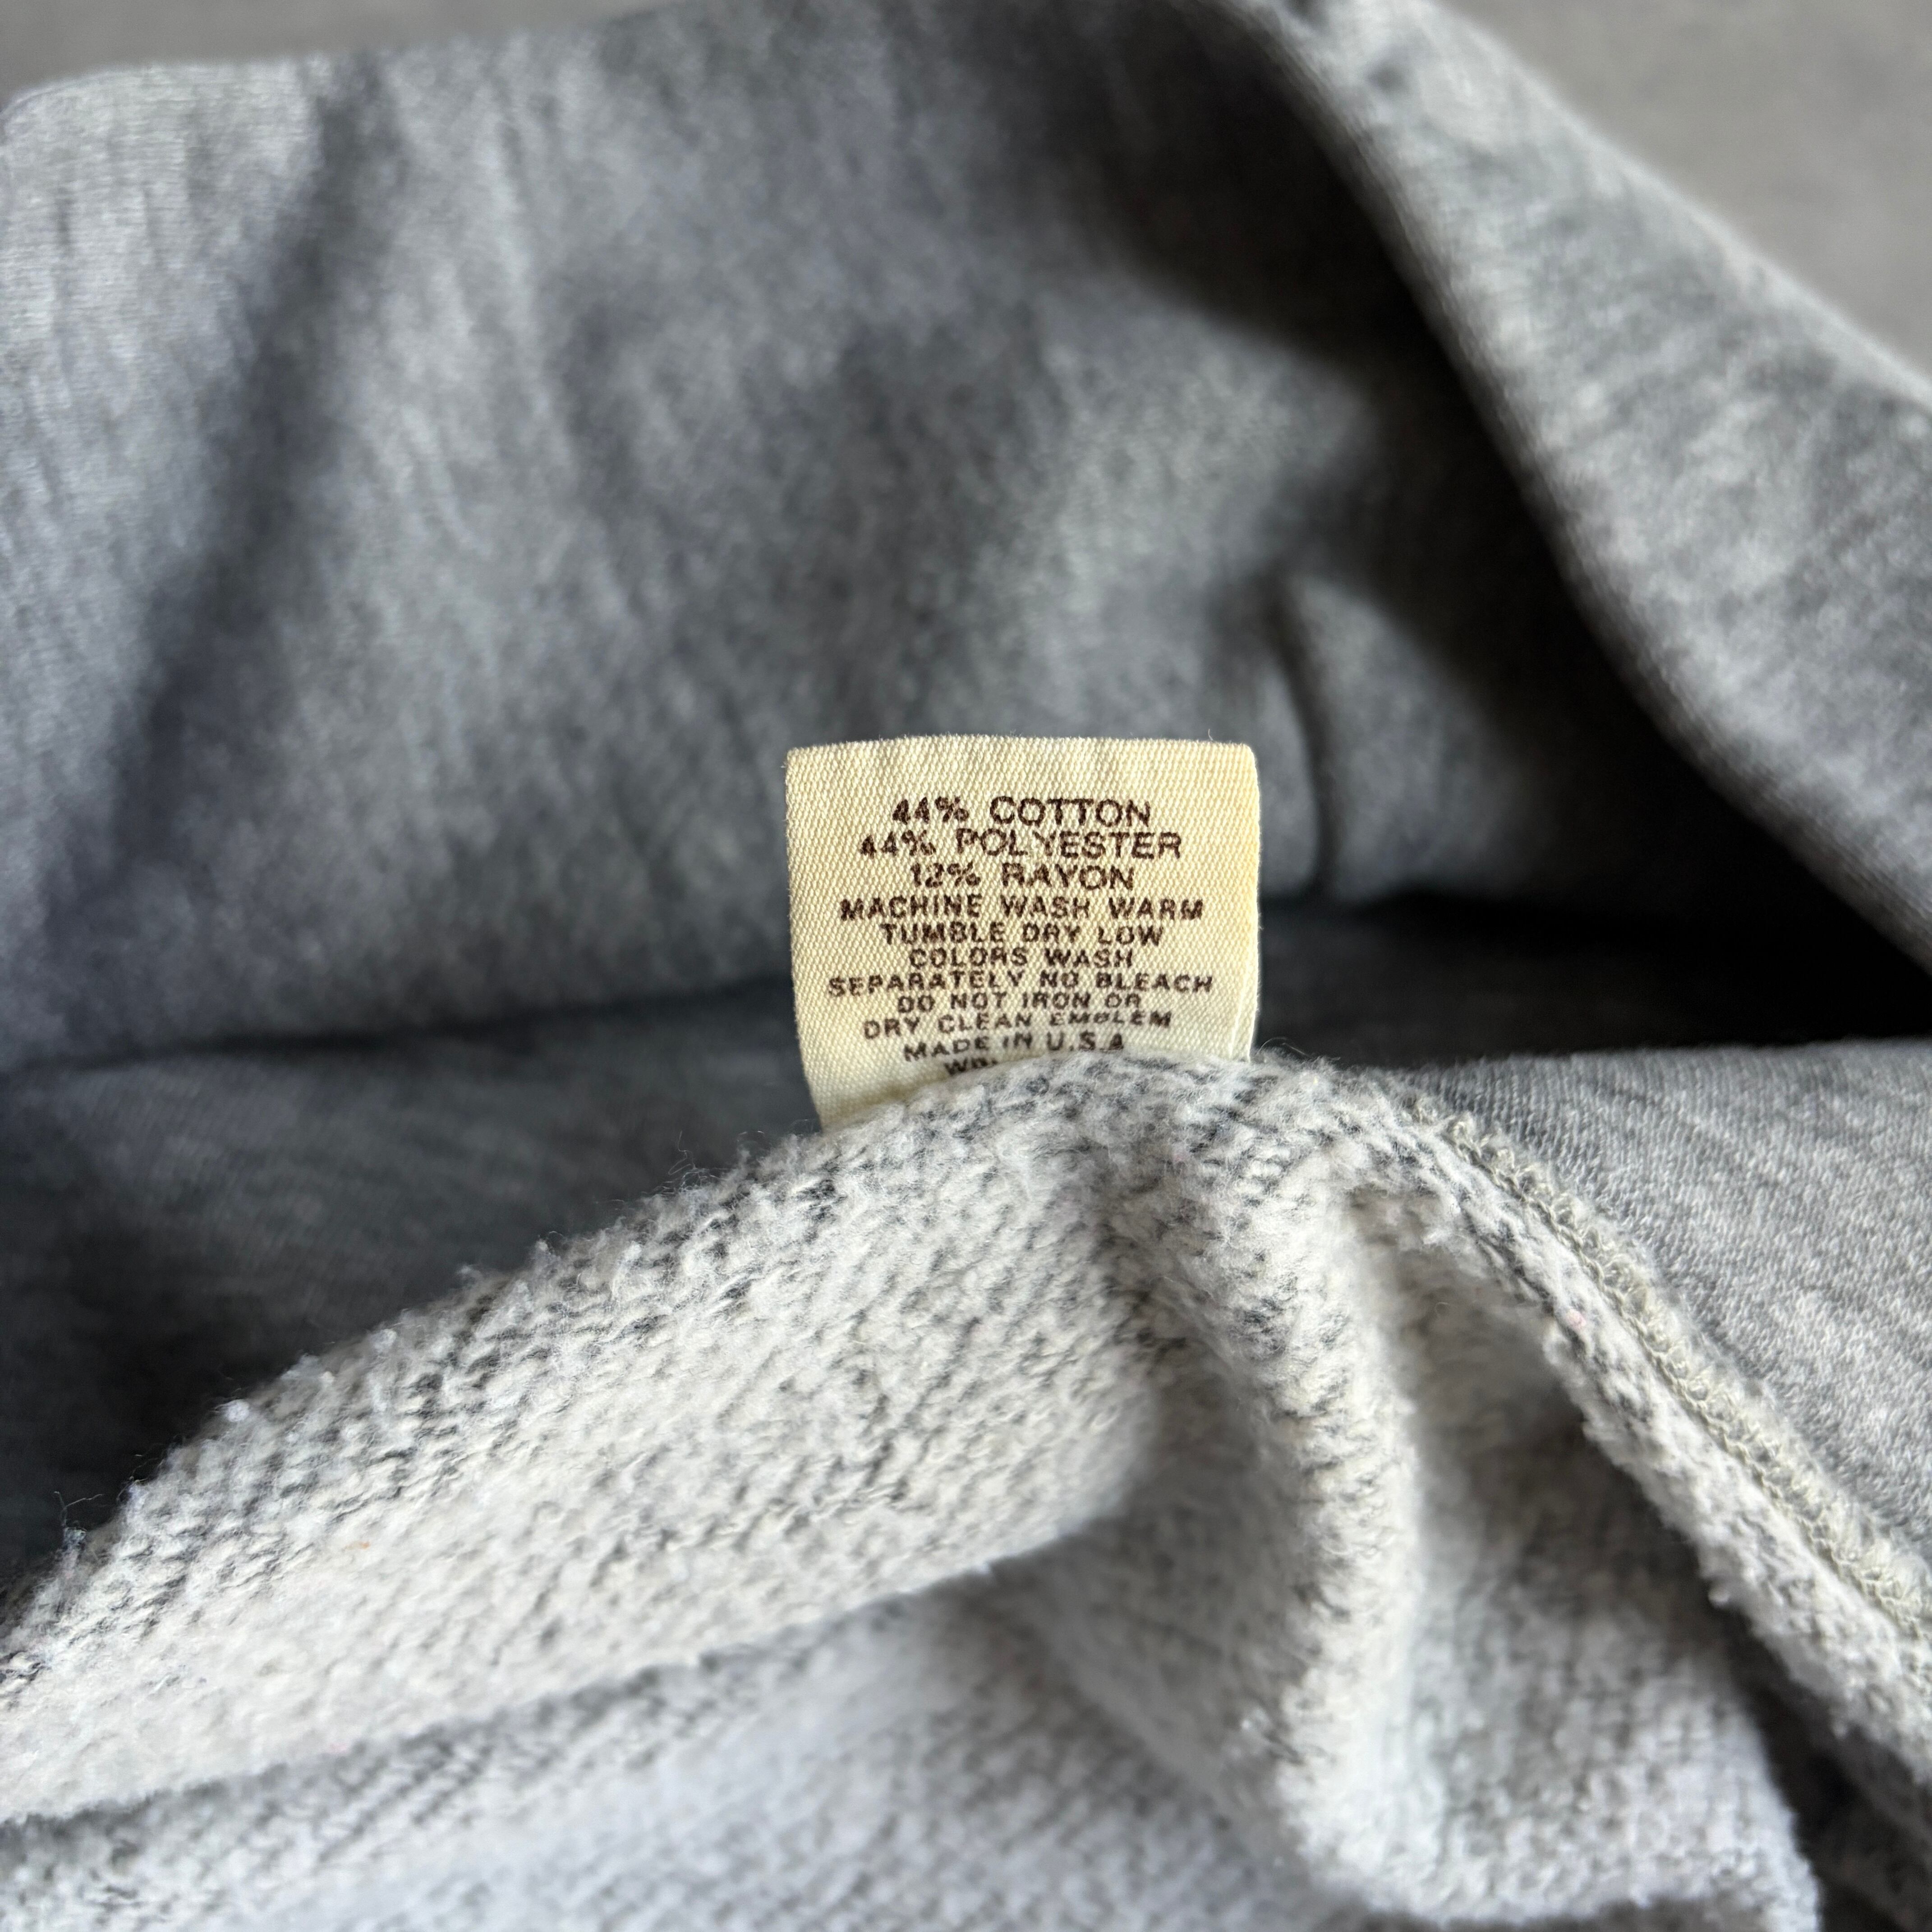 44% COTTON
44% POLYESTER
12% RAYON
MACHINE WASH WARM
TUMBLE DRY LOW
COLORS WASH
SEPARATELY NO BLEACH
DO NOT IRON OR
DRY CLEAN EMBLEM
MADE IN U.S.A